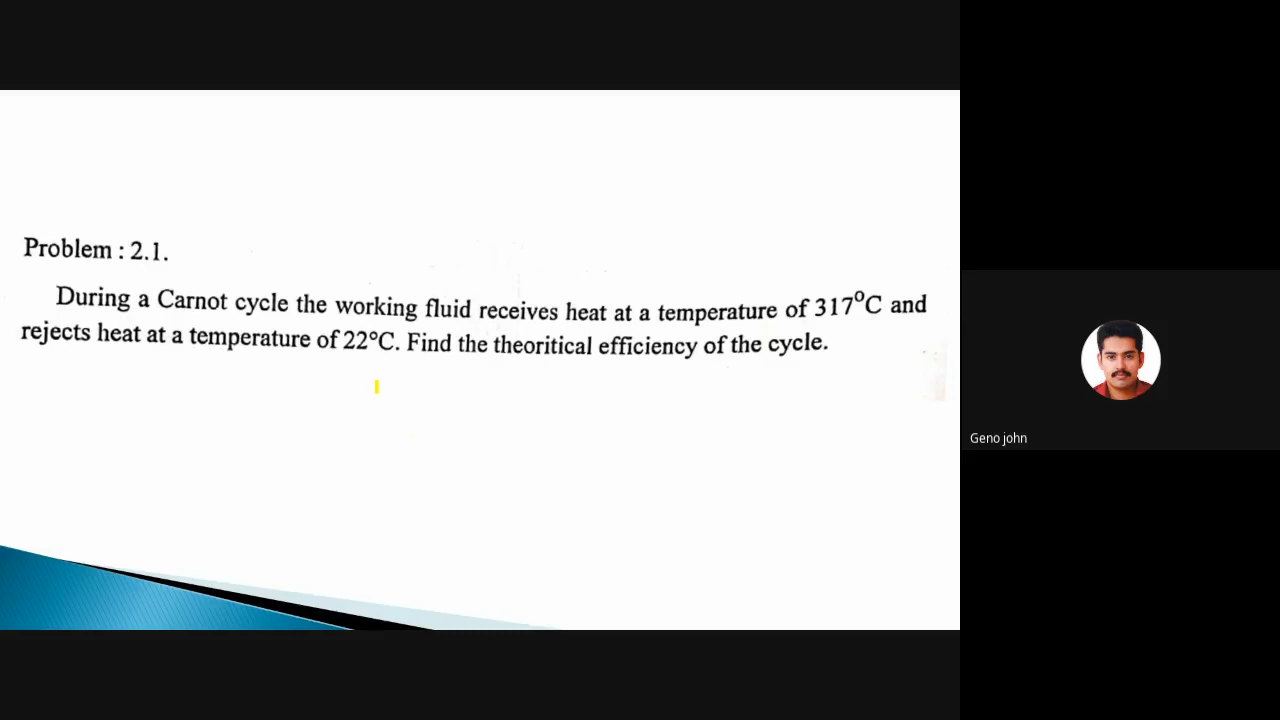 Problem : 2.1.
During a Carnot cycle the working fluid receives heat at a temperature of 317°C and
rejects heat at a temperature of 22°C. Find the theoritical efficiency of the cycle.
Geno john